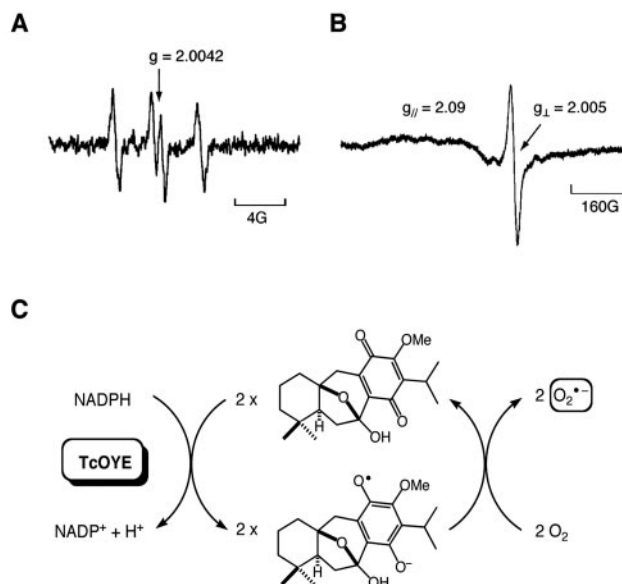 A
g = 2.0042
4G
B
g// = 2.09
g⊥ = 2.005
160G
C
NADPH
TcOYE
NADP⁺ + H⁺
2 x
O
OMe
O
H
OH
O
2 x
O•
OMe
O
H
OH
O⁻
2 O₂•⁻
2 O₂